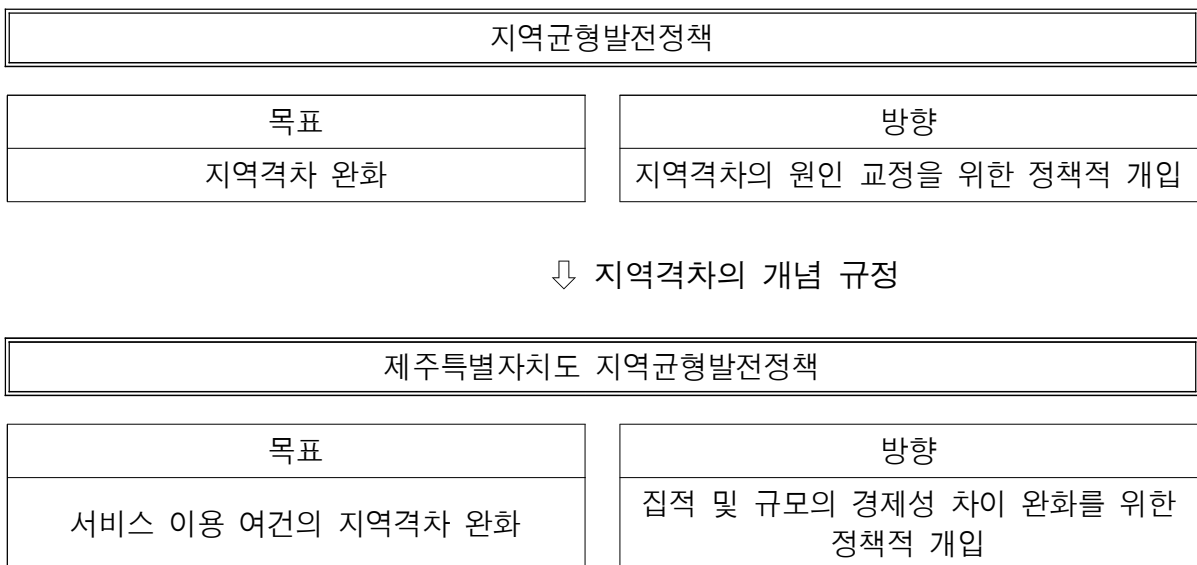 지역균형발전정책
목표
방향
지역격차 완화
지역격차의 원인 교정을 위한 정책적 개입
⇩ 지역격차의 개념 규정
제주특별자치도 지역균형발전정책
목표
방향
서비스 이용 여건의 지역격차 완화
집적 및 규모의 경제성 차이 완화를 위한
정책적 개입